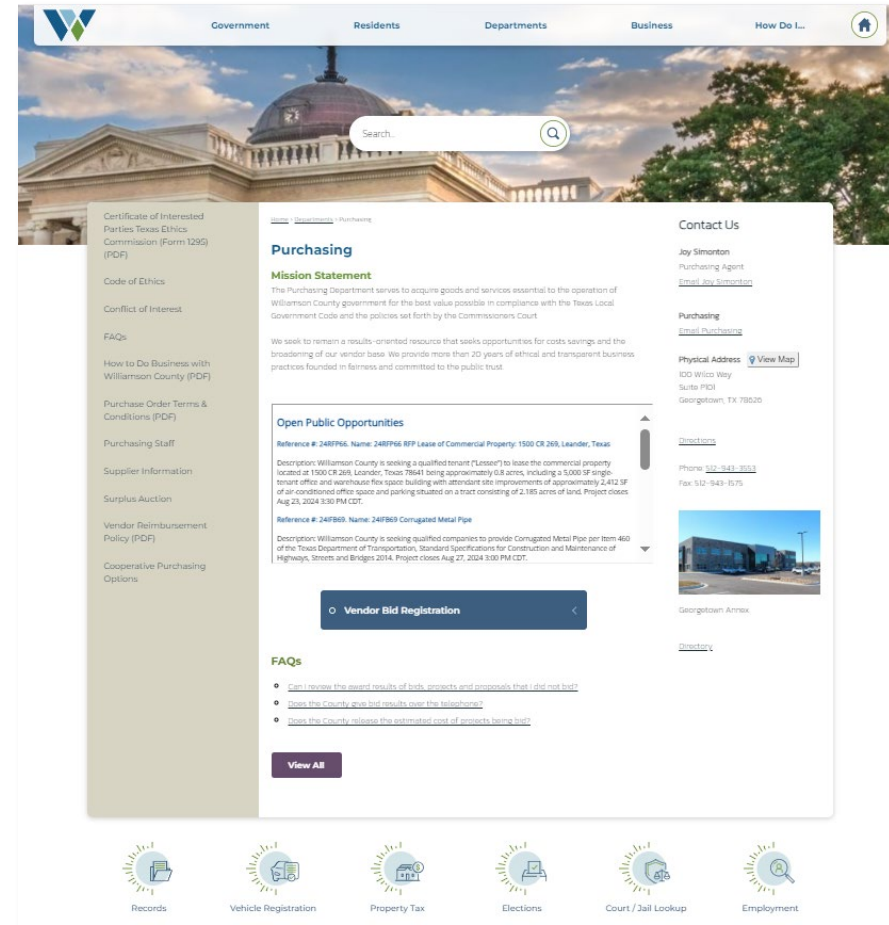 Government Residents Departments Business How Do I...
Search...
Certificate of Interested
Parties Texas Ethics
Commission (Form 1295)
(PDF)
Code of Ethics
Conflict of Interest
FAQs
How to Do Business with
Williamson County (PDF)
Purchase Order Terms &
Conditions (PDF)
Purchasing Staff
Supplier Information
Surplus Auction
Vendor Reimbursement
Policy (PDF)
Cooperative Purchasing
Options
Home › Departments › Purchasing
Purchasing
Mission Statement
The Purchasing Department serves to acquire goods and services essential to the operation of
Williamson County government for the best value possible in compliance with the Texas Local
Government Code and the policies set forth by the Commissioners Court.
We seek to remain a results-oriented resource that seeks opportunities for costs savings and the
broadening of our vendor base. We provide more than 20 years of ethical and transparent business
practices founded in fairness and committed to the public trust.
Open Public Opportunities
Reference #: 24RFP66. Name: 24RFP66 RFP Lease of Commercial Property: 1500 CR 269, Leander, Texas
Description: Williamson County is seeking a qualified tenant ("Lessee") to lease the commercial property
located at 1500 CR 269, Leander, Texas 78641 being approximately 0.8 acres, including a 5,000 SF single-
tenant office and warehouse flex space building with attendant site improvements of approximately 2,412 SF
of air-conditioned office space and parking situated on a tract consisting of 2.185 acres of land, Project closes
Aug 23, 2024 3:30 PM CDT.
Reference #: 24IFB69. Name: 24IFB69 Corrugated Metal Pipe
Description: Williamson County is seeking qualified companies to provide Corrugated Metal Pipe per Item 460
of the Texas Department of Transportation, Standard Specifications for Construction and Maintenance of
Highways, Streets and Bridges 2014. Project closes Aug 27, 2024 3:00 PM CDT.
Vendor Bid Registration
FAQs
Can I review the award results of bids, projects and proposals that I did not bid?
Does the County give bid results over the telephone?
Does the County release the estimated cost of projects being bid?
View All
Contact Us
Joy Simonton
Purchasing Agent
Email Joy Simonton
Purchasing
Email Purchasing
Physical Address View Map
100 Wilco Way
Suite P101
Georgetown, TX 78626
Directions
Phone: 512-943-3553
Fax: 512-943-1575
Georgetown Annex
Directory
Records Vehicle Registration Property Tax Elections Court / Jail Lookup Employment